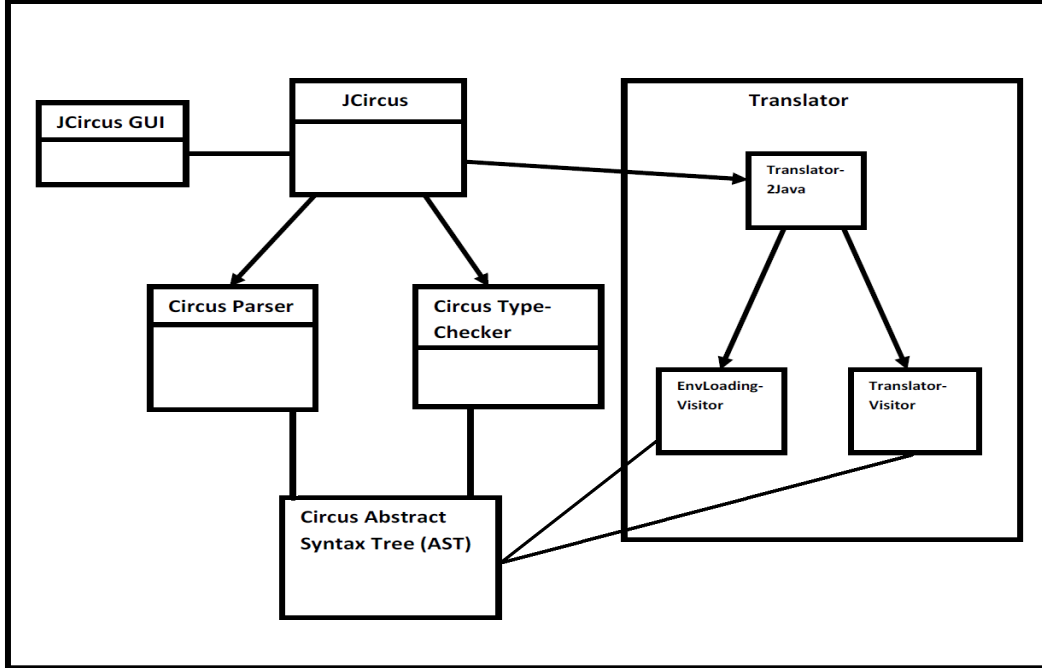 JCircus GUI
JCircus
Translator
Translator-
2Java
Circus Parser
Circus Type-
Checker
EnvLoading-
Visitor
Translator-
Visitor
Circus Abstract
Syntax Tree (AST)